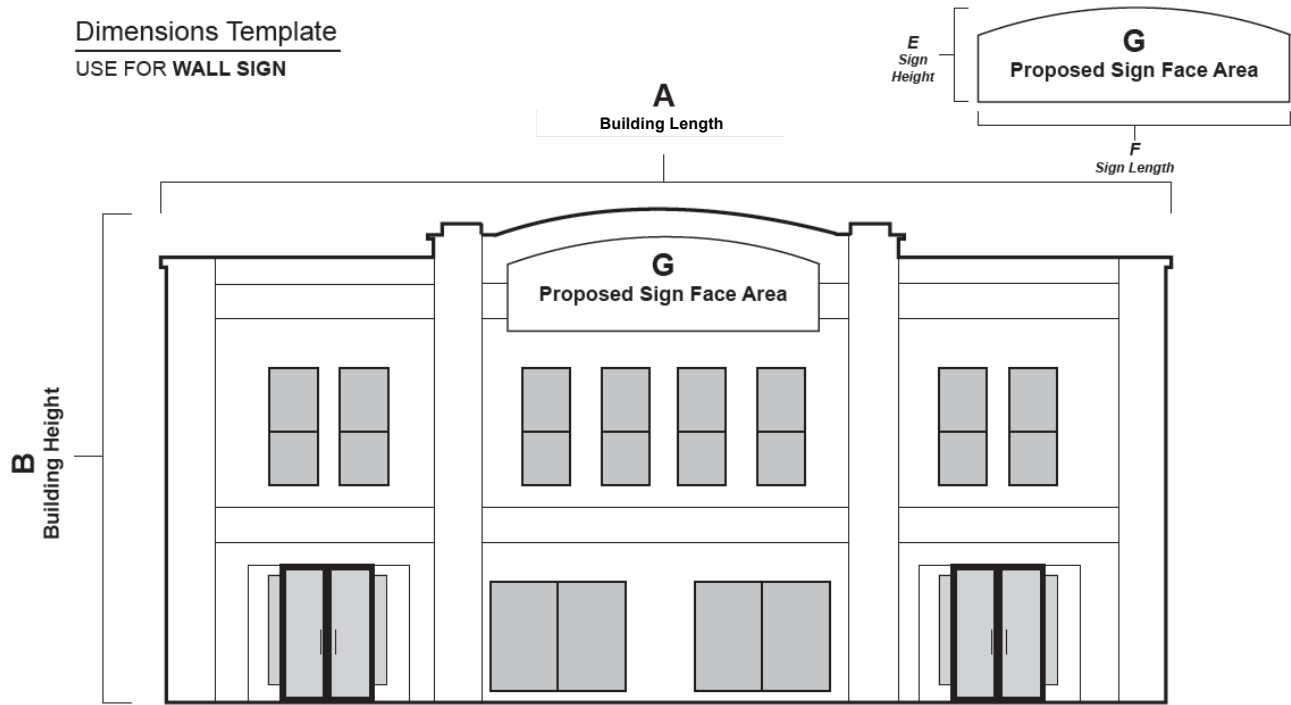 Dimensions Template
USE FOR WALL SIGN
E
Sign
Height
G
Proposed Sign Face Area
F
Sign Length
A
Building Length
G
Proposed Sign Face Area
B
Building Height